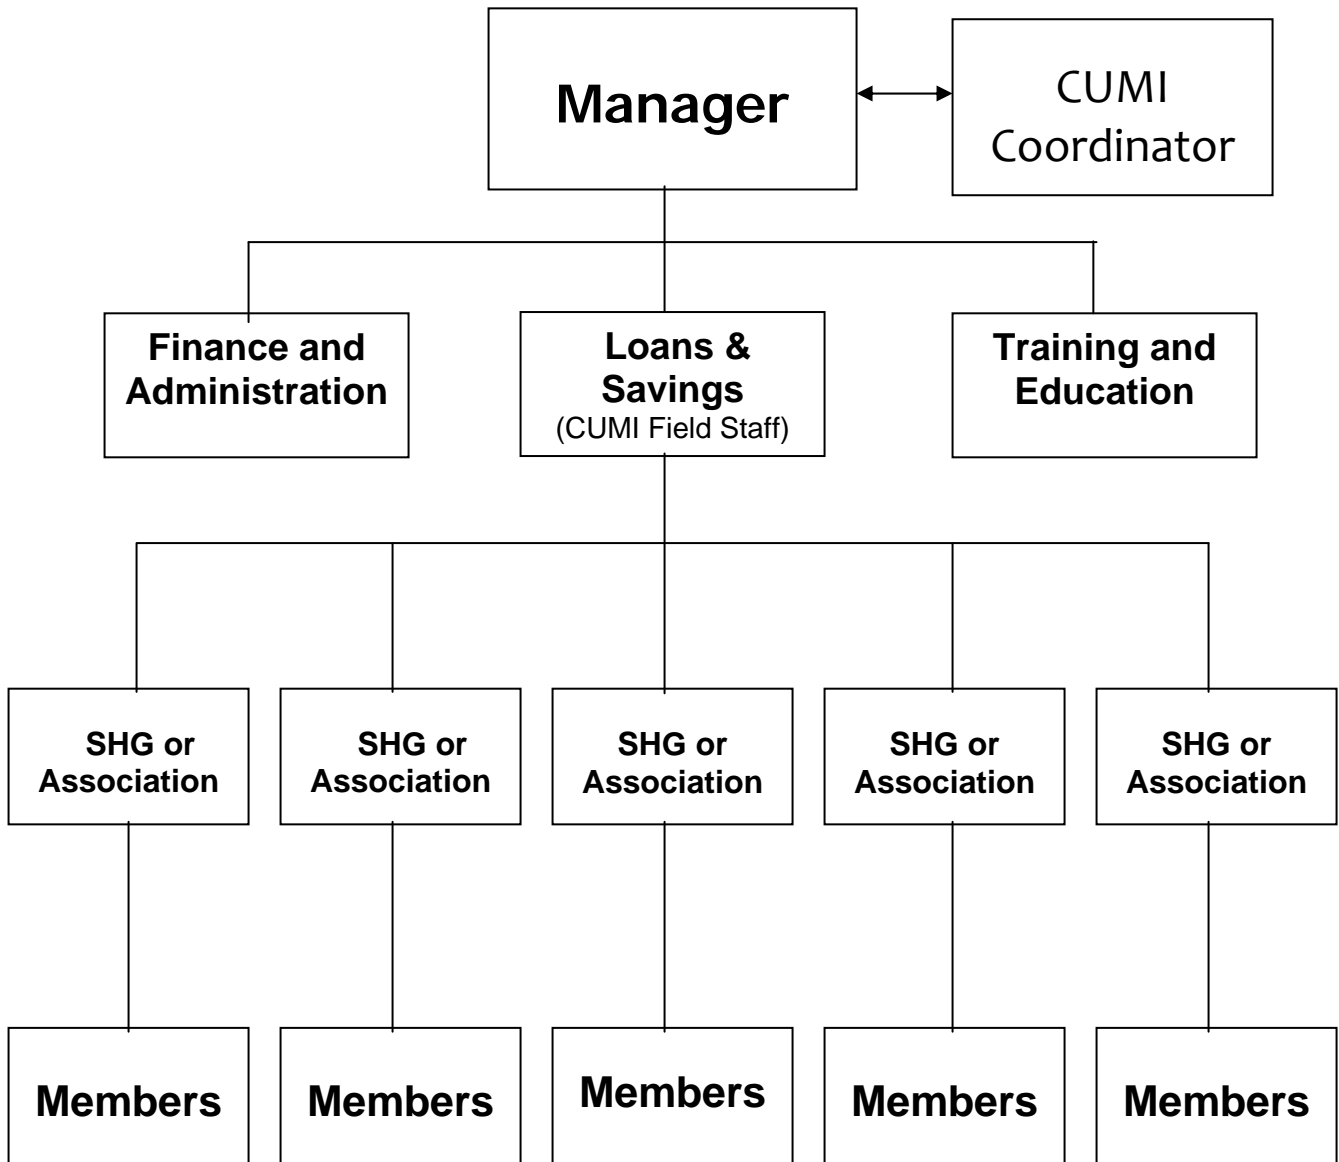 Manager
CUMI
Coordinator
Finance and
Administration
Loans &
Savings
(CUMI Field Staff)
Training and
Education
SHG or
Association
SHG or
Association
SHG or
Association
SHG or
Association
SHG or
Association
Members
Members
Members
Members
Members